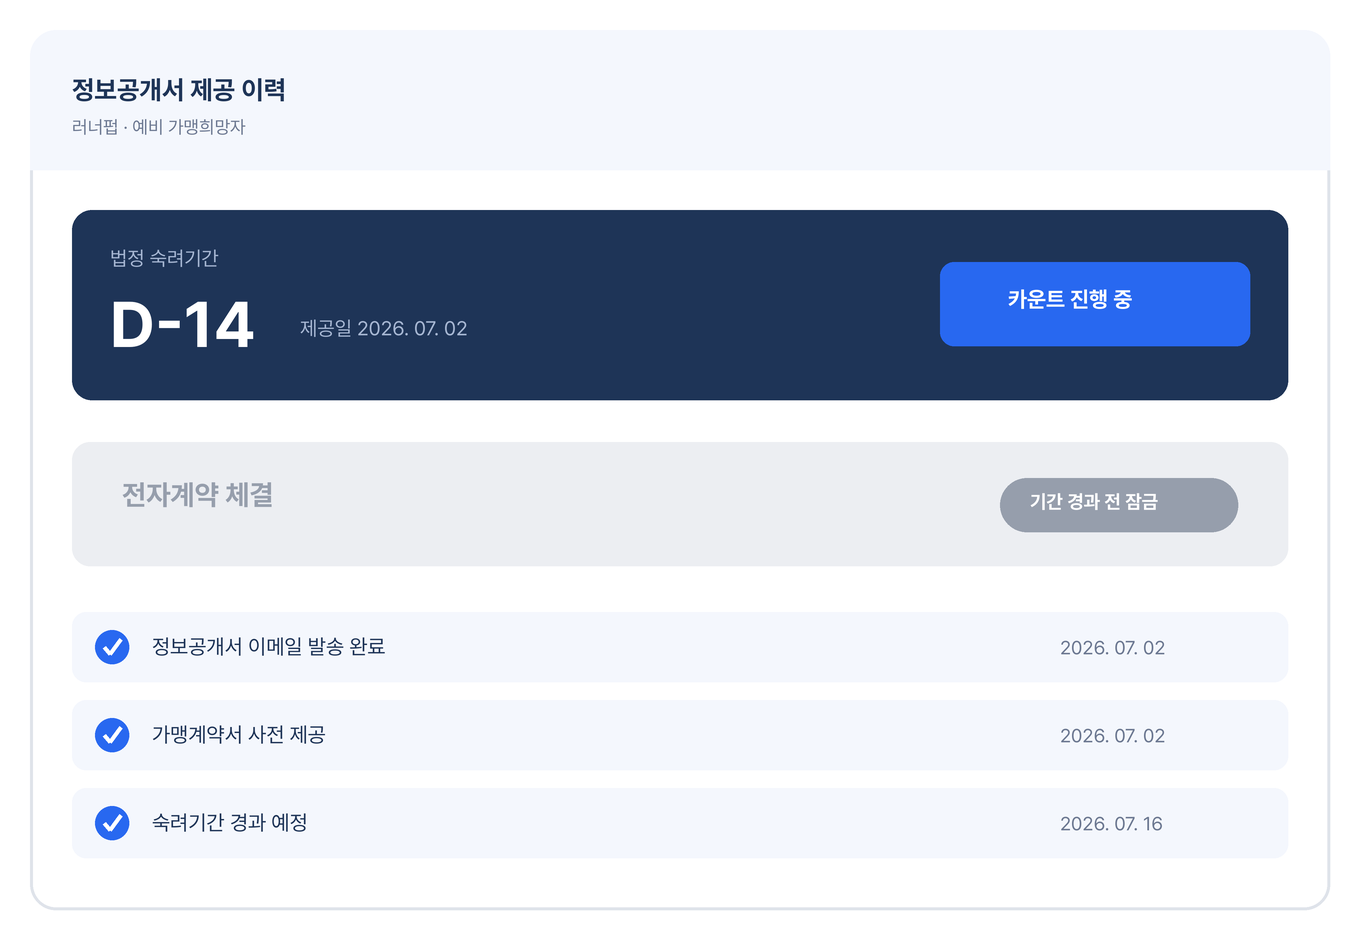 정보공개서 제공 이력
러너펍 · 예비 가맹희망자
법정 숙려기간
D-14
제공일 2026. 07. 02
카운트 진행 중
전자계약 체결
기간 경과 전 잠금
정보공개서 이메일 발송 완료
2026. 07. 02
가맹계약서 사전 제공
2026. 07. 02
숙려기간 경과 예정
2026. 07. 16